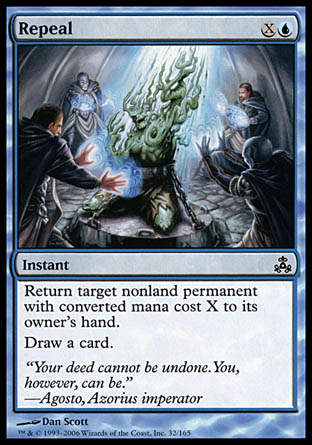 Repeal X
Instant
Return target nonland permanent
with converted mana cost X to its
owner's hand.
Draw a card.
"Your deed cannot be undone. You,
however, can be."
—Agosto, Azorius imperator
Dan Scott
™ & © 1993–2006 Wizards of the Coast, Inc. 32/165